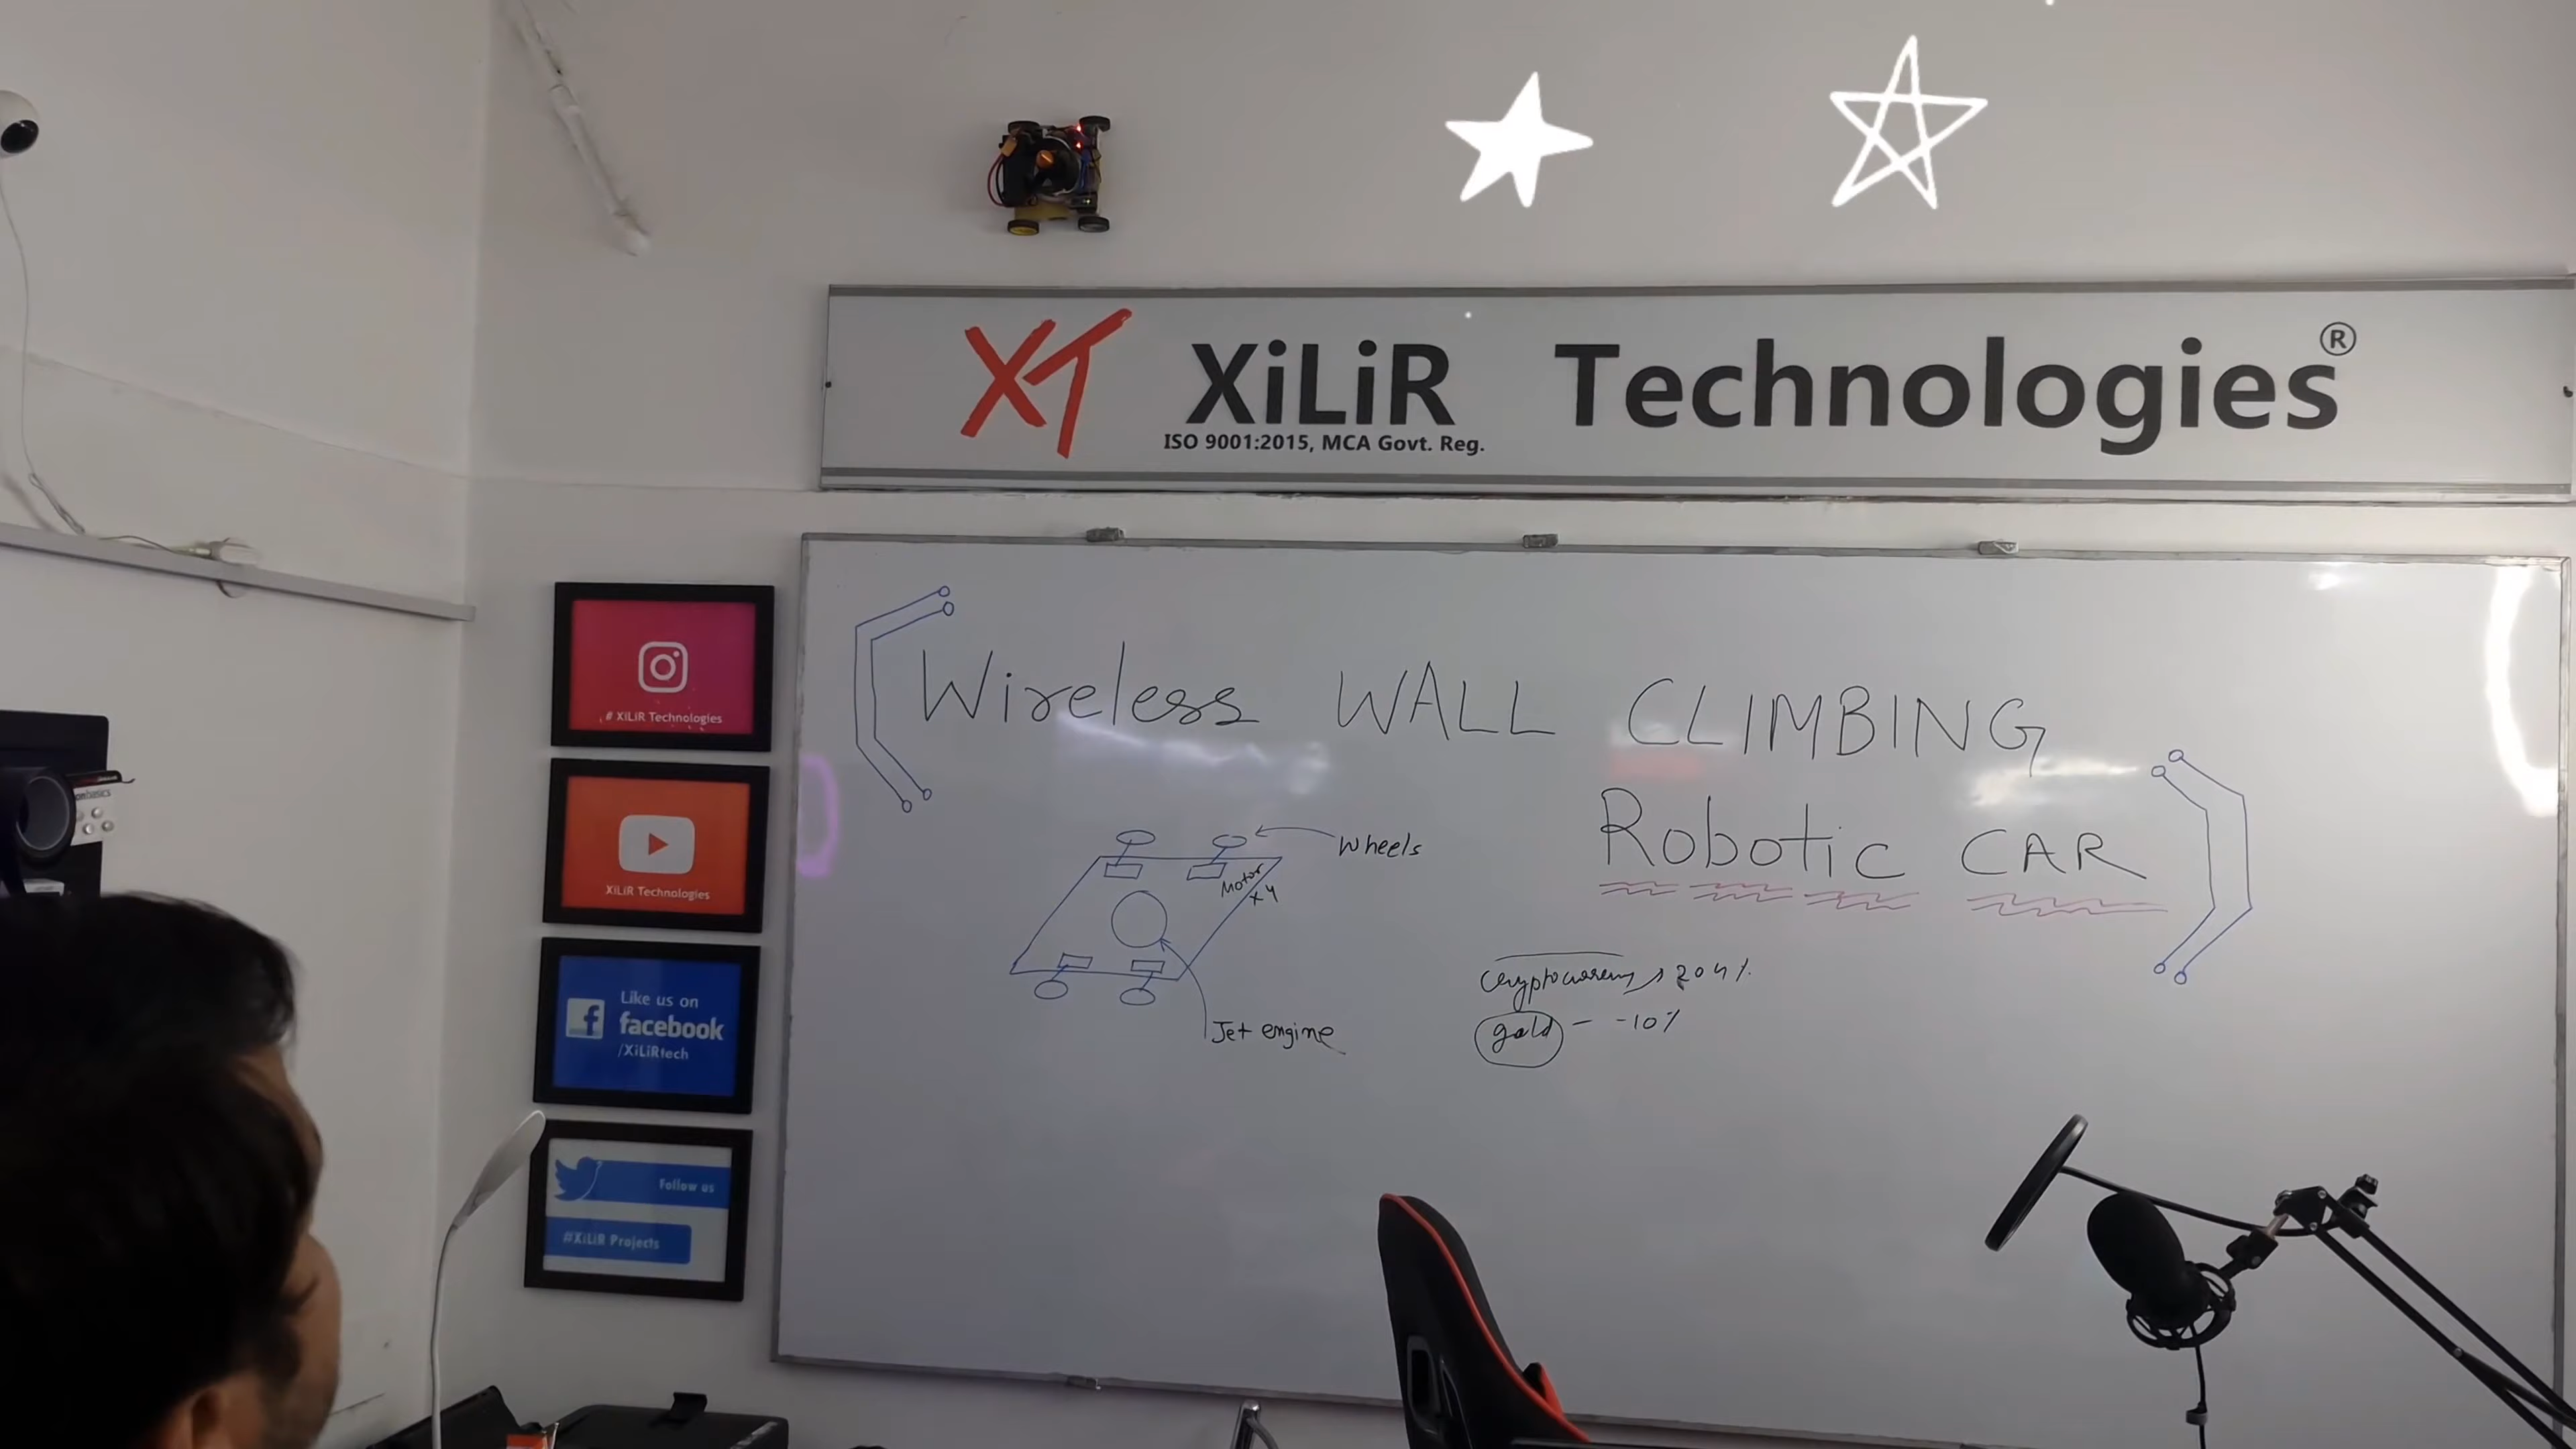 XT XiLiR Technologies®
ISO 9001:2015, MCA Govt. Reg.
# XiLiR Technologies
XiLiR Technologies
Like us on
facebook
/XiLiRtech
Follow us
#XiLiR Projects
Wireless WALL CLIMBING
Robotic CAR
Wheels
Motor
x4
Jet engine
204%
gold - -10%